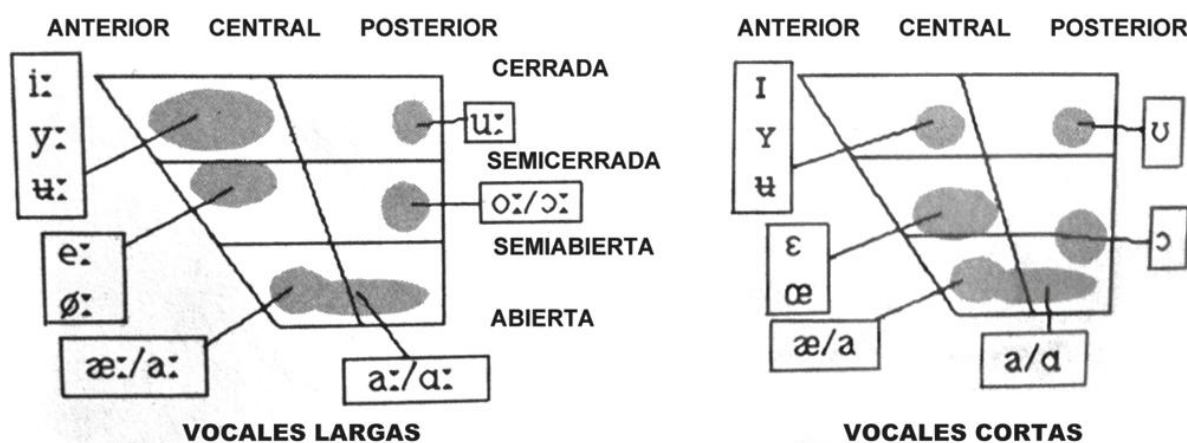 ANTERIOR CENTRAL POSTERIOR
CERRADA
SEMICERRADA
SEMIABIERTA
ABIERTA
iː
yː
ʉː
eː
øː
æː/aː
uː
oː/ɔː
aː/ɑː
VOCALES LARGAS
ANTERIOR CENTRAL POSTERIOR
I
Y
ʉ
ɛ
œ
æ/a
ʊ
ɔ
a/ɑ
VOCALES CORTAS